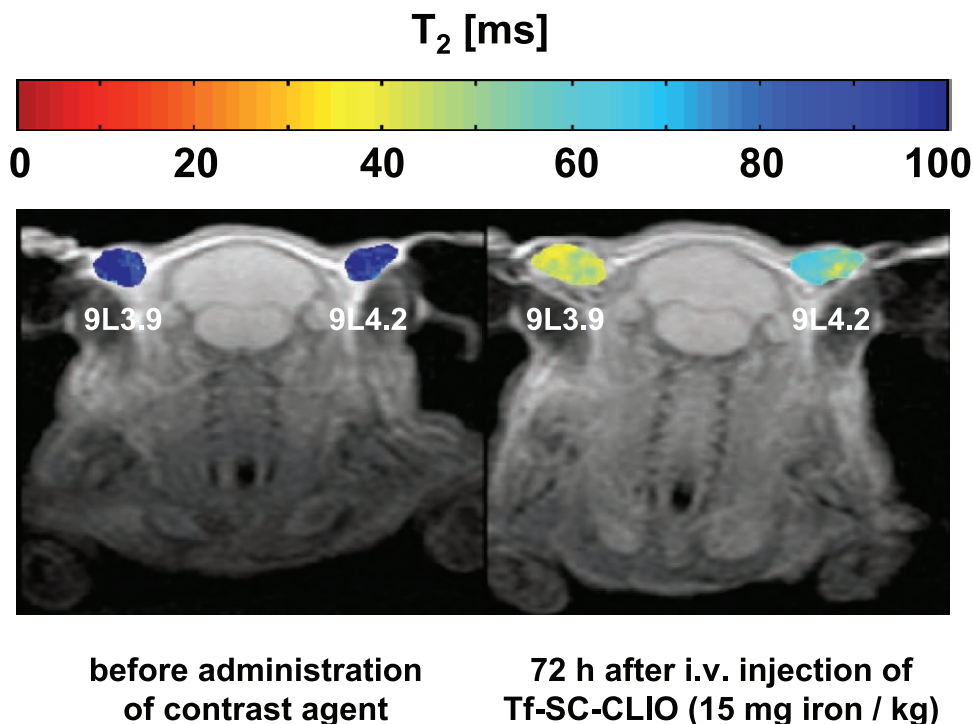 T₂ [ms]
0 20 40 60 80 100
9L3.9 9L4.2 9L3.9 9L4.2
before administration 72 h after i.v. injection of
of contrast agent Tf-SC-CLIO (15 mg iron / kg)